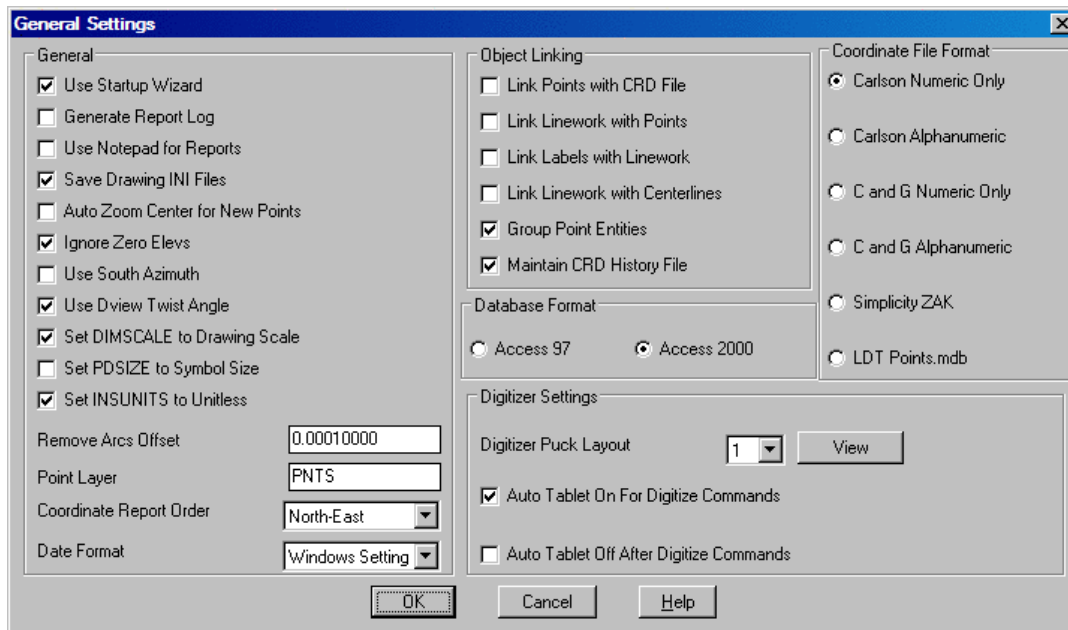 General Settings
General
Use Startup Wizard
Generate Report Log
Use Notepad for Reports
Save Drawing INI Files
Auto Zoom Center for New Points
Ignore Zero Elevs
Use South Azimuth
Use Dview Twist Angle
Set DIMSCALE to Drawing Scale
Set PDSIZE to Symbol Size
Set INSUNITS to Unitless
Remove Arcs Offset 0.00010000
Point Layer PNTS
Coordinate Report Order North-East
Date Format Windows Setting
Object Linking
Link Points with CRD File
Link Linework with Points
Link Labels with Linework
Link Linework with Centerlines
Group Point Entities
Maintain CRD History File
Database Format
Access 97 Access 2000
Coordinate File Format
Carlson Numeric Only
Carlson Alphanumeric
C and G Numeric Only
C and G Alphanumeric
Simplicity ZAK
LDT Points.mdb
Digitizer Settings
Digitizer Puck Layout 1 View
Auto Tablet On For Digitize Commands
Auto Tablet Off After Digitize Commands
OK Cancel Help